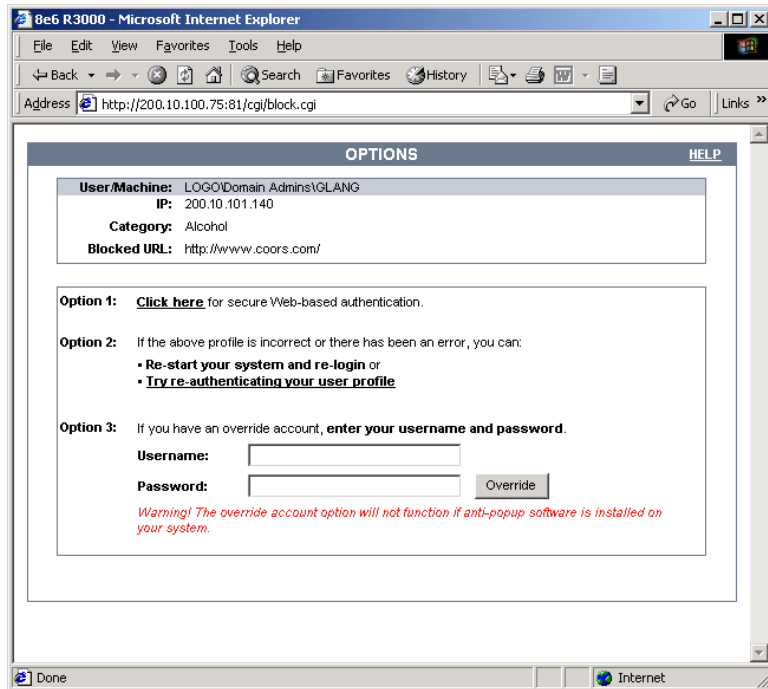 8e6 R3000 - Microsoft Internet Explorer
File Edit View Favorites Tools Help
Back Search Favorites History
Address http://200.10.100.75:81/cgi/block.cgi Go Links »
OPTIONS HELP
User/Machine: LOGO\Domain Admins\GLANG
IP: 200.10.101.140
Category: Alcohol
Blocked URL: http://www.coors.com/
Option 1: Click here for secure Web-based authentication.
Option 2: If the above profile is incorrect or there has been an error, you can:
• Re-start your system and re-login or
• Try re-authenticating your user profile
Option 3: If you have an override account, enter your username and password.
Username:
Password: Override
Warning! The override account option will not function if anti-popup software is installed on
your system.
Done Internet